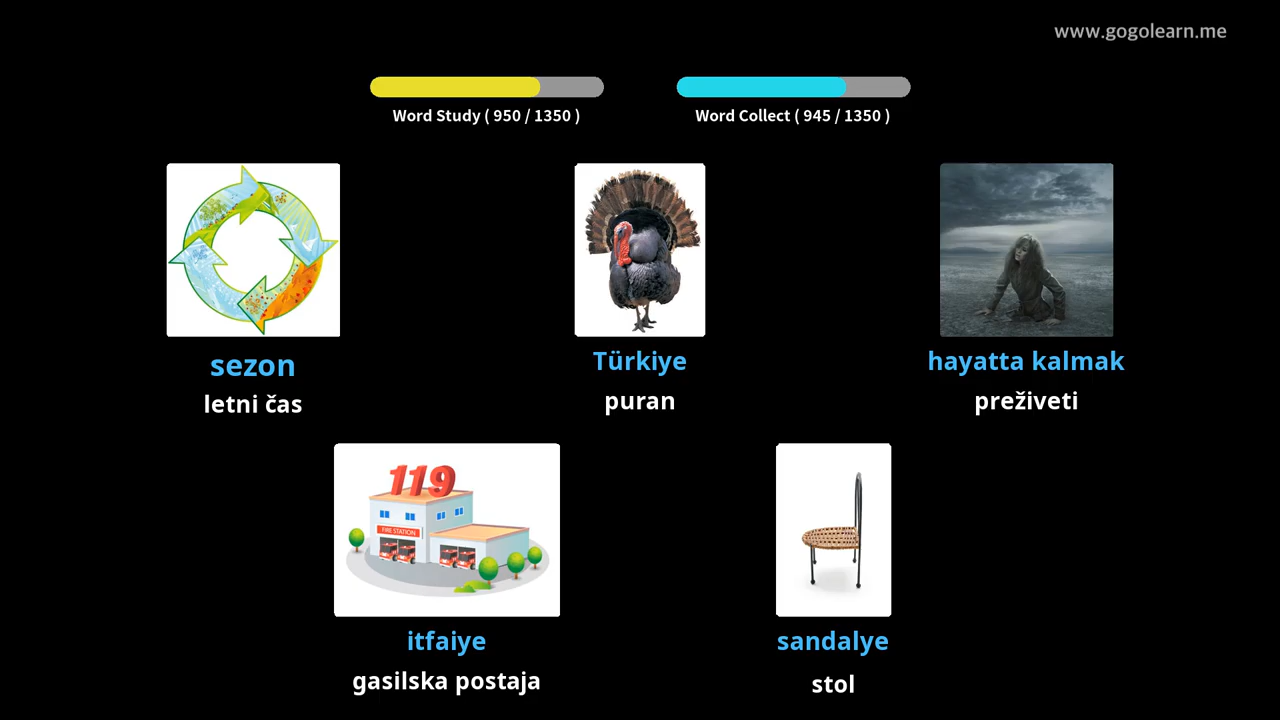 www.gogolearn.me
Word Study ( 950 / 1350 )
Word Collect ( 945 / 1350 )
sezon
letni čas
Türkiye
puran
hayatta kalmak
preživeti
119
FIRE STATION
itfaiye
gasilska postaja
sandalye
stol